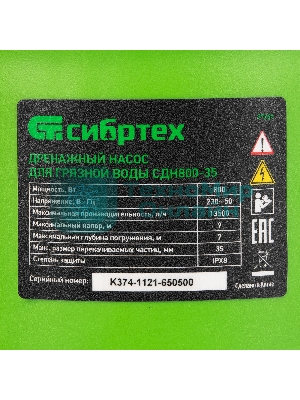 сибртех
ДРЕНАЖНЫЙ НАСОС
ДЛЯ ГРЯЗНОЙ ВОДЫ СДН800-35
Мощность, Вт 800
Напряжение, В - Гц 230~50
Максимальная производительность, л/ч 13500
Максимальный напор, м 7
Максимальная глубина погружения, м 7
Макс. размер перекачиваемых частиц, мм 35
Степень защиты IPX8
Серийный номер: K374-1121-650500
EAC
Сделано в Китае